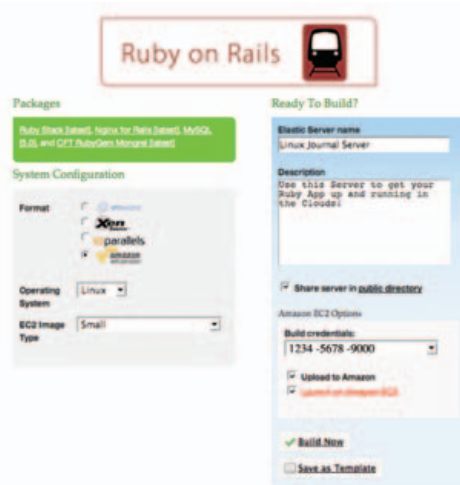 Ruby on Rails
Packages
Ruby Stack [latest], Nginx for Rails [latest], MySQL
[5.0], and CFT RubyGem Mongrel [latest]
System Configuration
Format
vmware
Xen
parallels
amazon
Operating
System
Linux
EC2 Image
Type
Small
Ready To Build?
Elastic Server name
Linux Journal Server
Description
Use this Server to get your
Ruby App up and running in
the Clouds!
Share server in public directory
Amazon EC2 Options
Build credentials:
1234 -5678 -9000
Upload to Amazon
Launch on Amazon EC2
Build Now
Save as Template